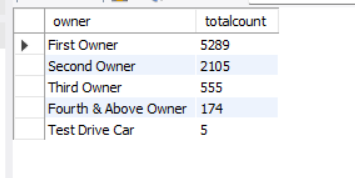 owner totalcount
First Owner 5289
Second Owner 2105
Third Owner 555
Fourth & Above Owner 174
Test Drive Car 5